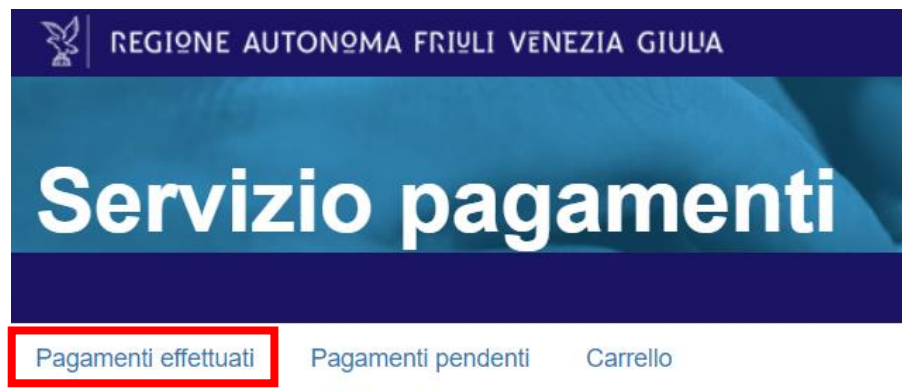 REGIONE AUTONOMA FRIULI VENEZIA GIULIA
Servizio pagamenti
Pagamenti effettuati Pagamenti pendenti Carrello